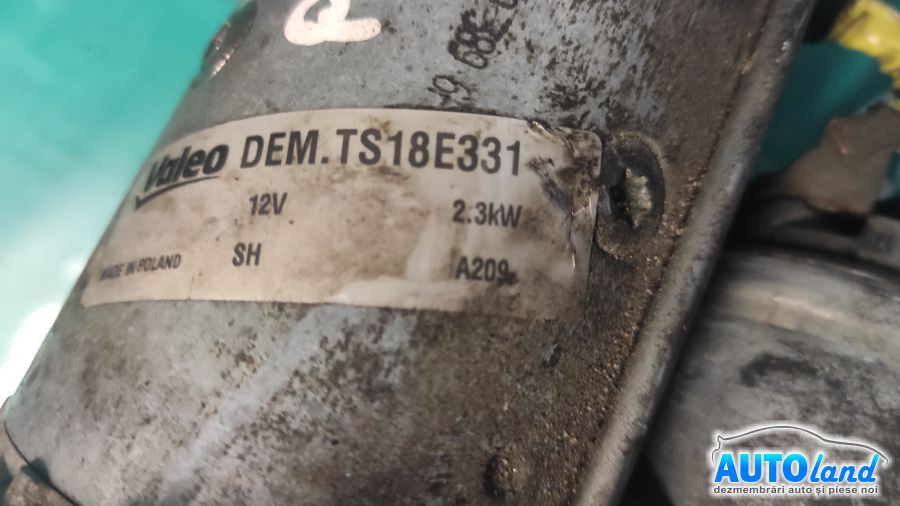 Valeo DEM.TS18E331
12V 2.3kW
MADE IN POLAND SH A209
AUTOland
dezmembrări auto și piese noi